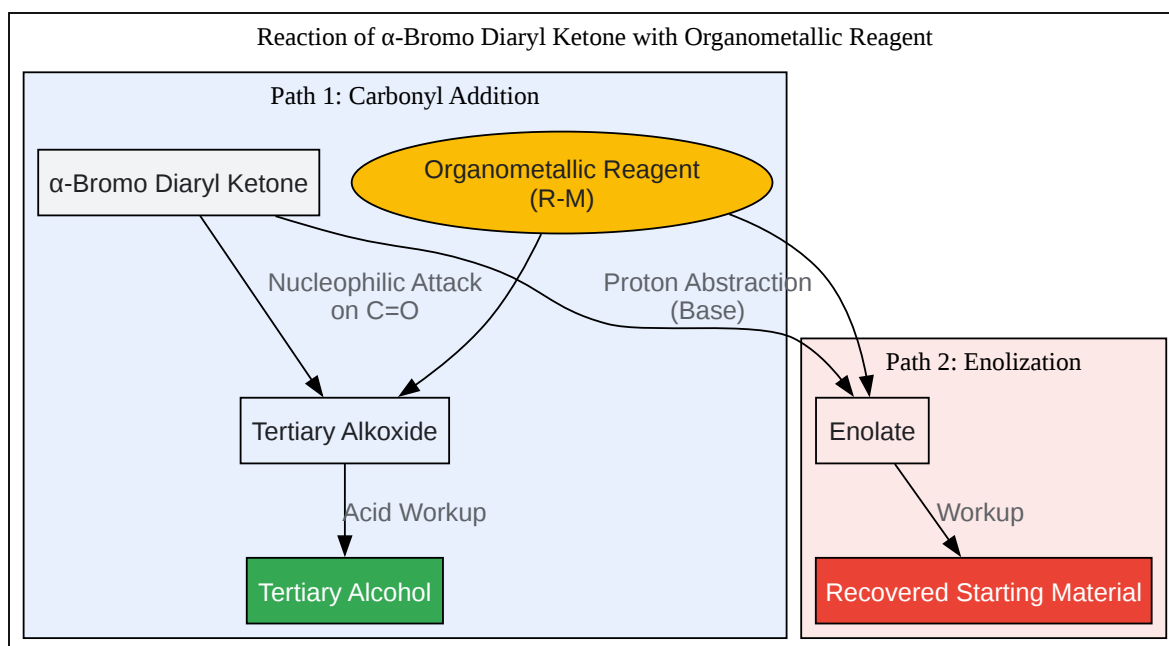 Reaction of α-Bromo Diaryl Ketone with Organometallic Reagent
Path 1: Carbonyl Addition
α-Bromo Diaryl Ketone
Organometallic Reagent
(R-M)
Nucleophilic Attack
on C=O
Proton Abstraction
(Base)
Path 2: Enolization
Tertiary Alkoxide
Enolate
Acid Workup
Workup
Tertiary Alcohol
Recovered Starting Material